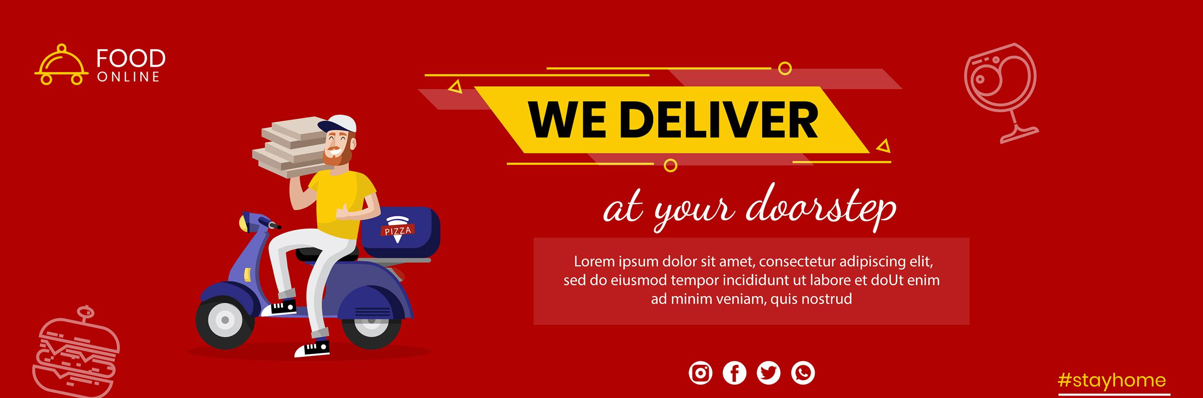 FOOD
ONLINE
WE DELIVER
at your doorstep
PIZZA
Lorem ipsum dolor sit amet, consectetur adipiscing elit,
sed do eiusmod tempor incididunt ut labore et doUt enim
ad minim veniam, quis nostrud
#stayhome